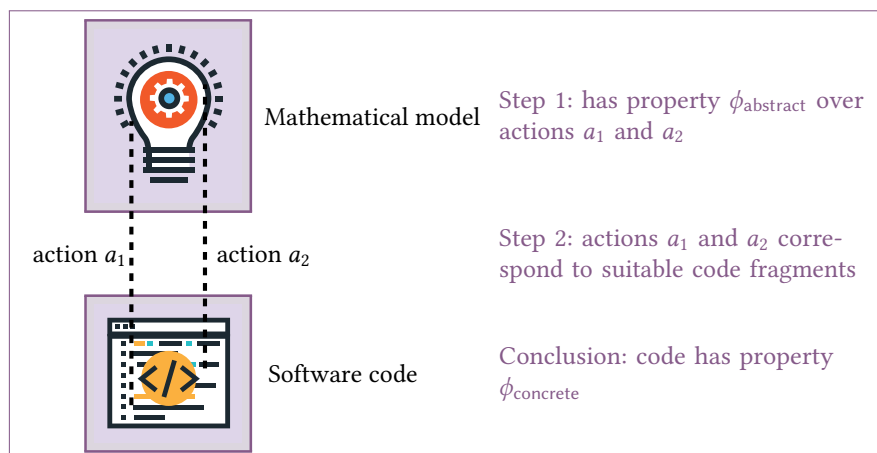 Mathematical model
Step 1: has property ϕabstract over
actions a1 and a2
action a1
action a2
Step 2: actions a1 and a2 corre-
spond to suitable code fragments
</>
Software code
Conclusion: code has property
ϕconcrete